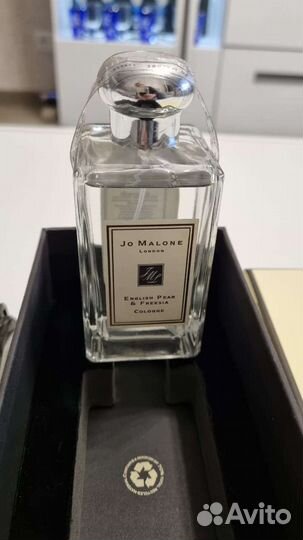 JO MALONE
LONDON
ENGLISH PEAR
& FREESIA
COLOGNE
Avito